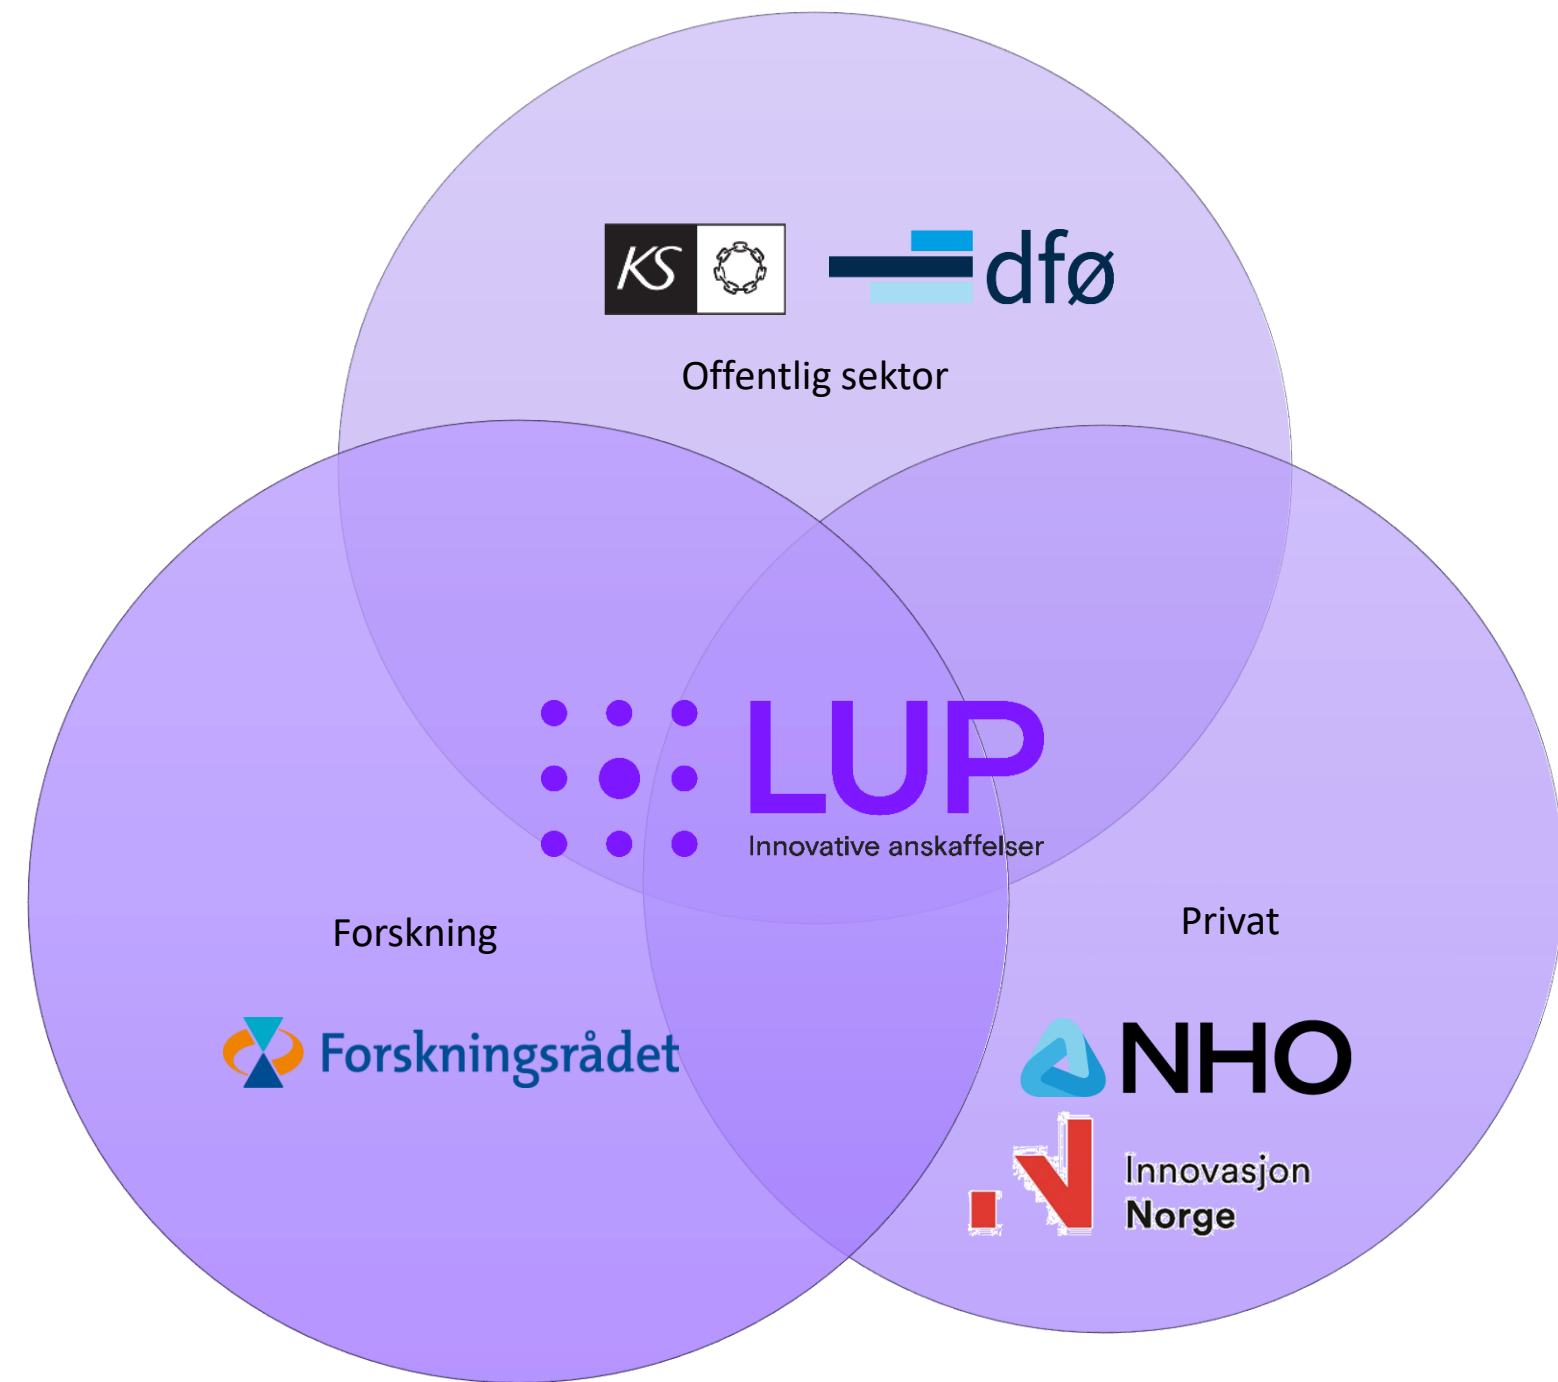 KS
dfø
Offentlig sektor
LUP
Innovative anskaffelser
Forskning
Privat
Forskningsrådet
NHO
Innovasjon
Norge